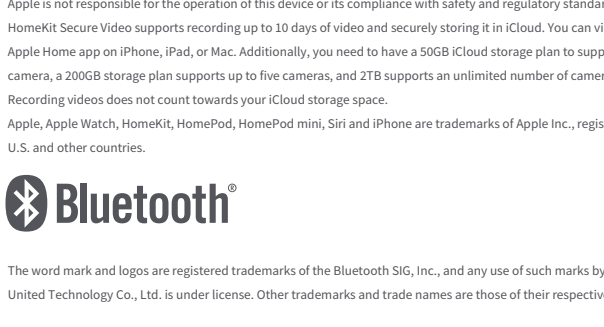 Apple is not responsible for the operation of this device or its compliance with safety and regulatory
HomeKit Secure Video supports recording up to 10 days of video and securely storing it in iCloud. You can
Apple Home app on iPhone, iPad, or Mac. Additionally, you need to have a 50GB iCloud storage plan to
camera, a 200GB storage plan supports up to five cameras, and 2TB supports an unlimited number of
Recording videos does not count towards your iCloud storage space.
Apple, Apple Watch, HomeKit, HomePod, HomePod mini, Siri and iPhone are trademarks of Apple Inc.,
U.S. and other countries.
Bluetooth®
The word mark and logos are registered trademarks of the Bluetooth SIG, Inc., and any use of such marks by
United Technology Co., Ltd. is under license. Other trademarks and trade names are those of their